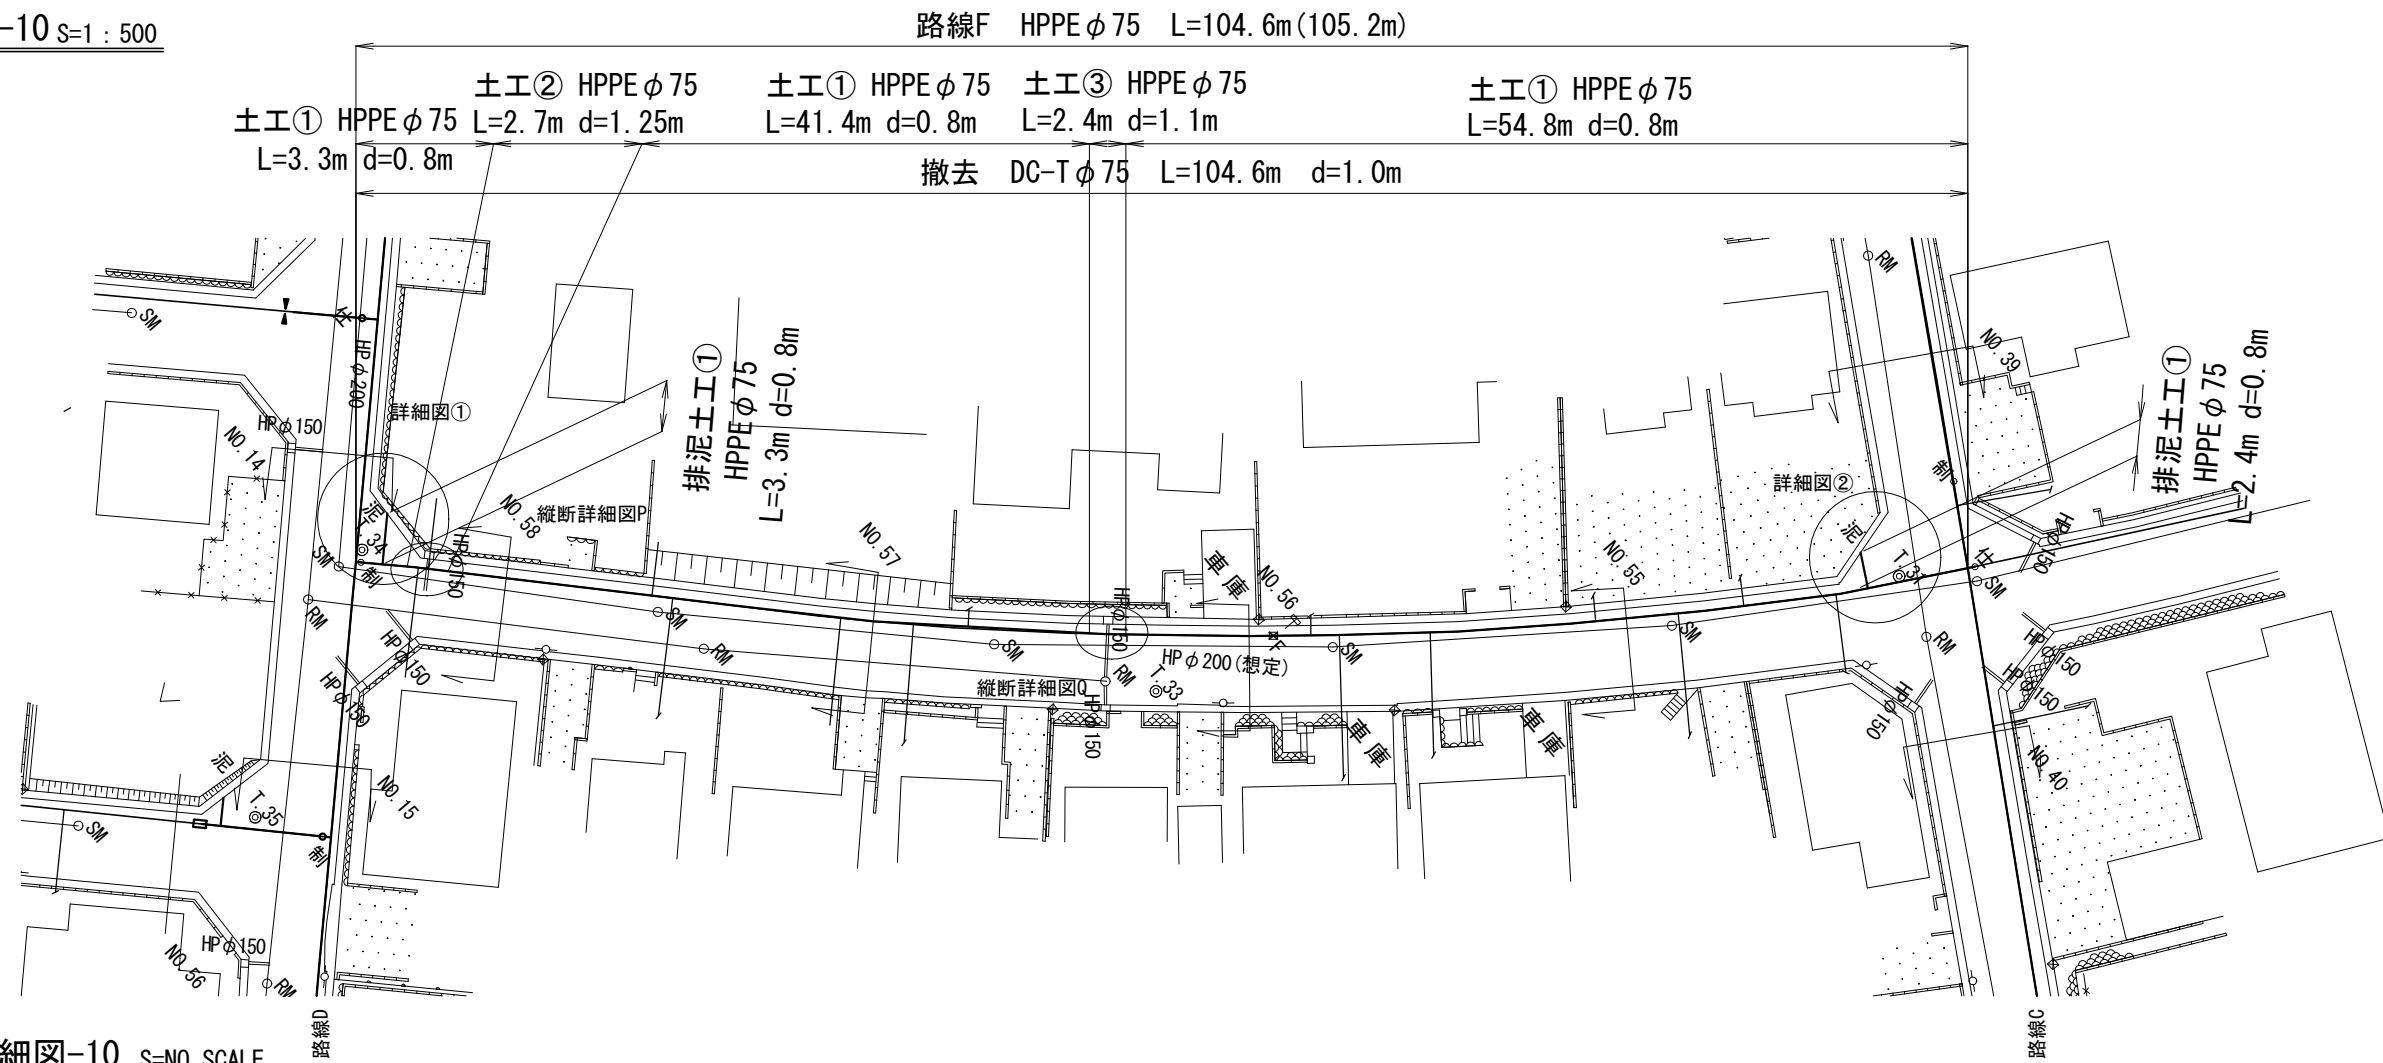 -10 S=1 : 500
路線F HPPEφ75 L=104.6m(105.2m)
土工① HPPEφ75
L=3.3m d=0.8m
土工② HPPEφ75
L=2.7m d=1.25m
土工① HPPEφ75
L=41.4m d=0.8m
土工③ HPPEφ75
L=2.4m d=1.1m
土工① HPPEφ75
L=54.8m d=0.8m
撤去 DC-Tφ75 L=104.6m d=1.0m
SM
仕
HPφ200
詳細図①
HPφ150
NO.14
泥
T.34
SM
制
RM
HPφ150
NO.58
縦断詳細図P
排泥土工①
HPPEφ75
L=3.3m d=0.8m
NO.57
SM
RM
SM
縦断詳細図Q
RM
HPφ150
T.33
HPφ150
HPφ200(想定)
車庫
NO.56
F
SM
NO.55
SM
詳細図②
泥
T.31
RM
NO.39
制
仕
SM
HPφ150
排泥土工①
HPPEφ75
L=2.4m d=0.8m
RM
HPφ150
HPφ150
HPφ150
NO.40
車庫
車庫
HPφ150
HPφ150
NO.15
泥
T.35
SM
制
HPφ150
NO.56
RM
路線D
路線C
細図-10 S=NO SCALE